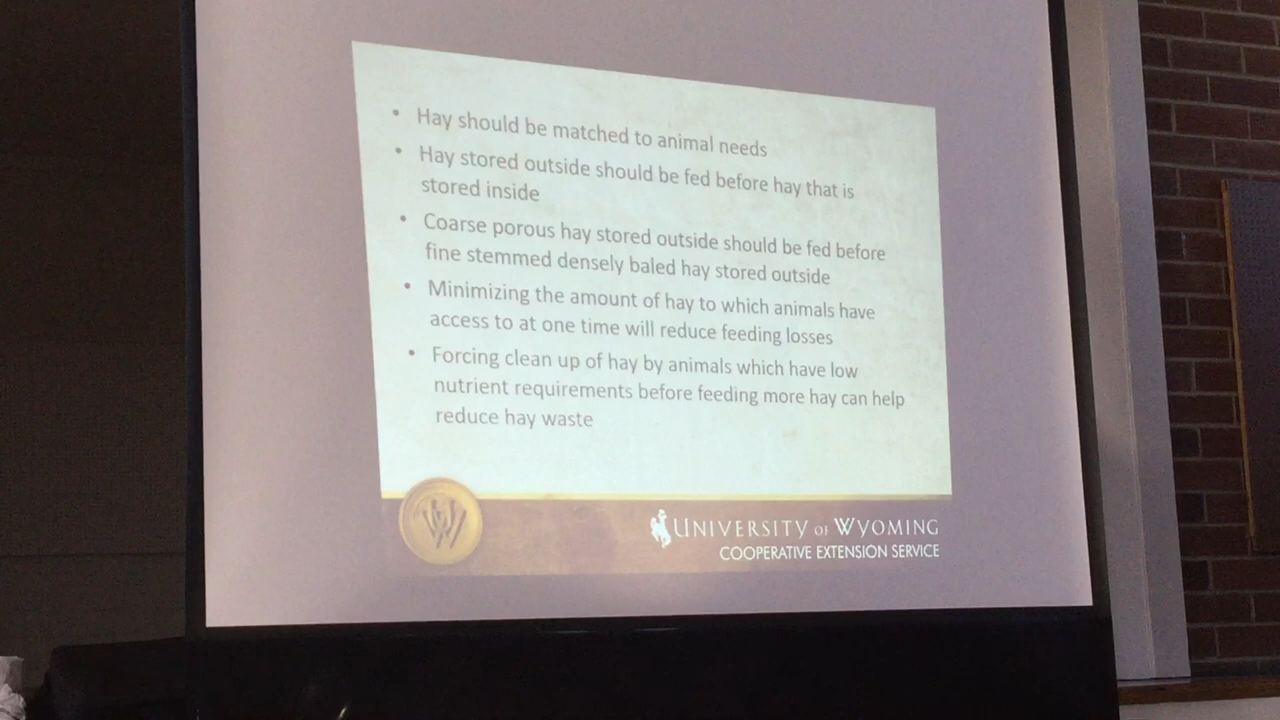 • Hay should be matched to animal needs
• Hay stored outside should be fed before hay that is
stored inside
• Coarse porous hay stored outside should be fed before
fine stemmed densely baled hay stored outside
• Minimizing the amount of hay to which animals have
access to at one time will reduce feeding losses
• Forcing clean up of hay by animals which have low
nutrient requirements before feeding more hay can help
reduce hay waste
UW
UNIVERSITY OF WYOMING
COOPERATIVE EXTENSION SERVICE